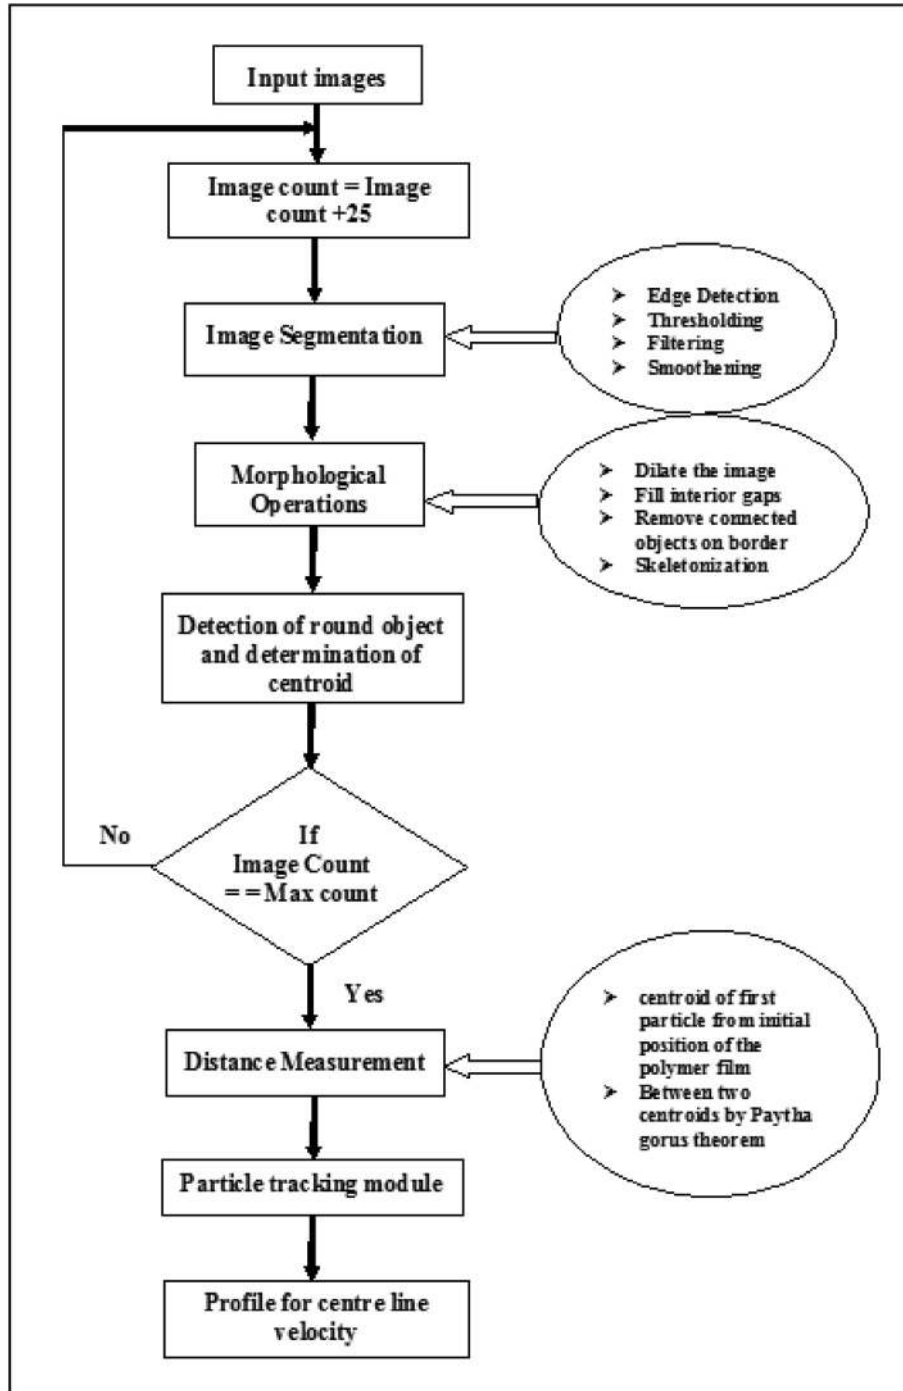 Input images
Image count = Image
count +25
Image Segmentation
➤ Edge Detection
➤ Thresholding
➤ Filtering
➤ Smoothening
Morphological
Operations
➤ Dilate the image
➤ Fill interior gaps
➤ Remove connected
objects on border
➤ Skeletonization
Detection of round object
and determination of
centroid
No
If
Image Count
= = Max count
Yes
Distance Measurement
➤ centroid of first
particle from initial
position of the
polymer film
➤ Between two
centroids by Paytha
gorus theorem
Particle tracking module
Profile for centre line
velocity